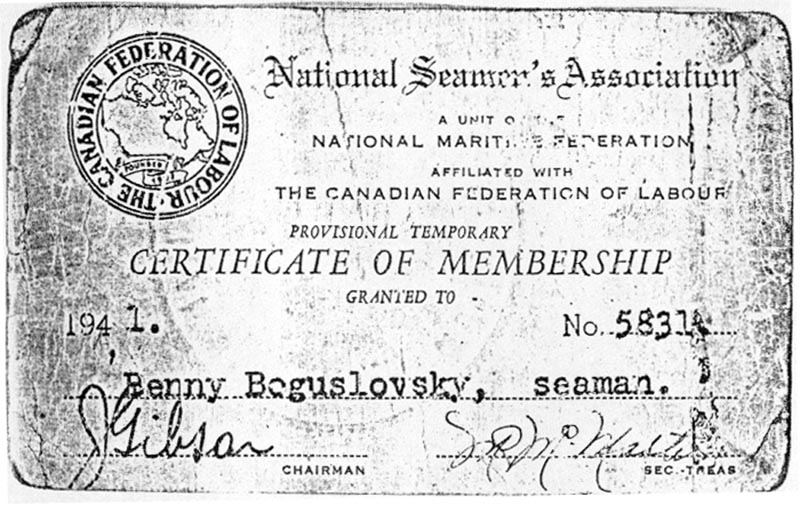 THE CANADIAN FEDERATION OF LABOUR
FOUNDED
National Seamen's Association
A UNIT OF THE
NATIONAL MARITIME FEDERATION
AFFILIATED WITH
THE CANADIAN FEDERATION OF LABOUR
PROVISIONAL TEMPORARY
CERTIFICATE OF MEMBERSHIP
GRANTED TO
1941. No. 5831
Benny Boguslovsky, seaman.
J Gibson
CHAIRMAN SEC.-TREAS